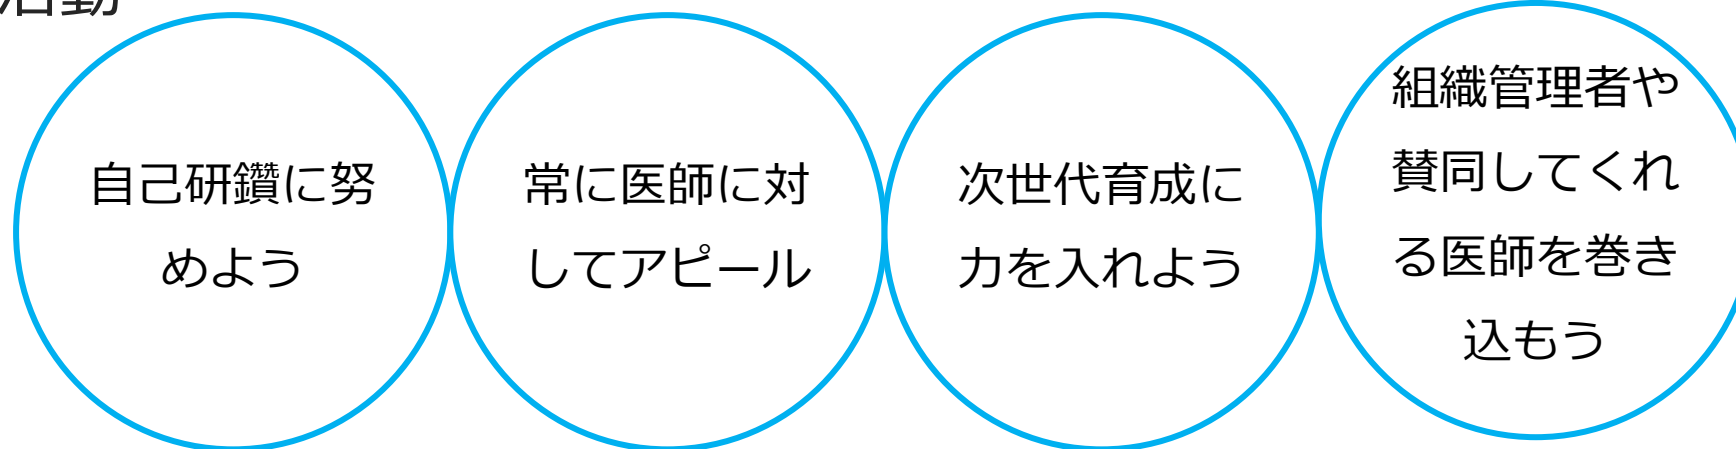 活動
自己研鑽に努
めよう
常に医師に対
してアピール
次世代育成に
力を入れよう
組織管理者や
賛同してくれ
る医師を巻き
込もう